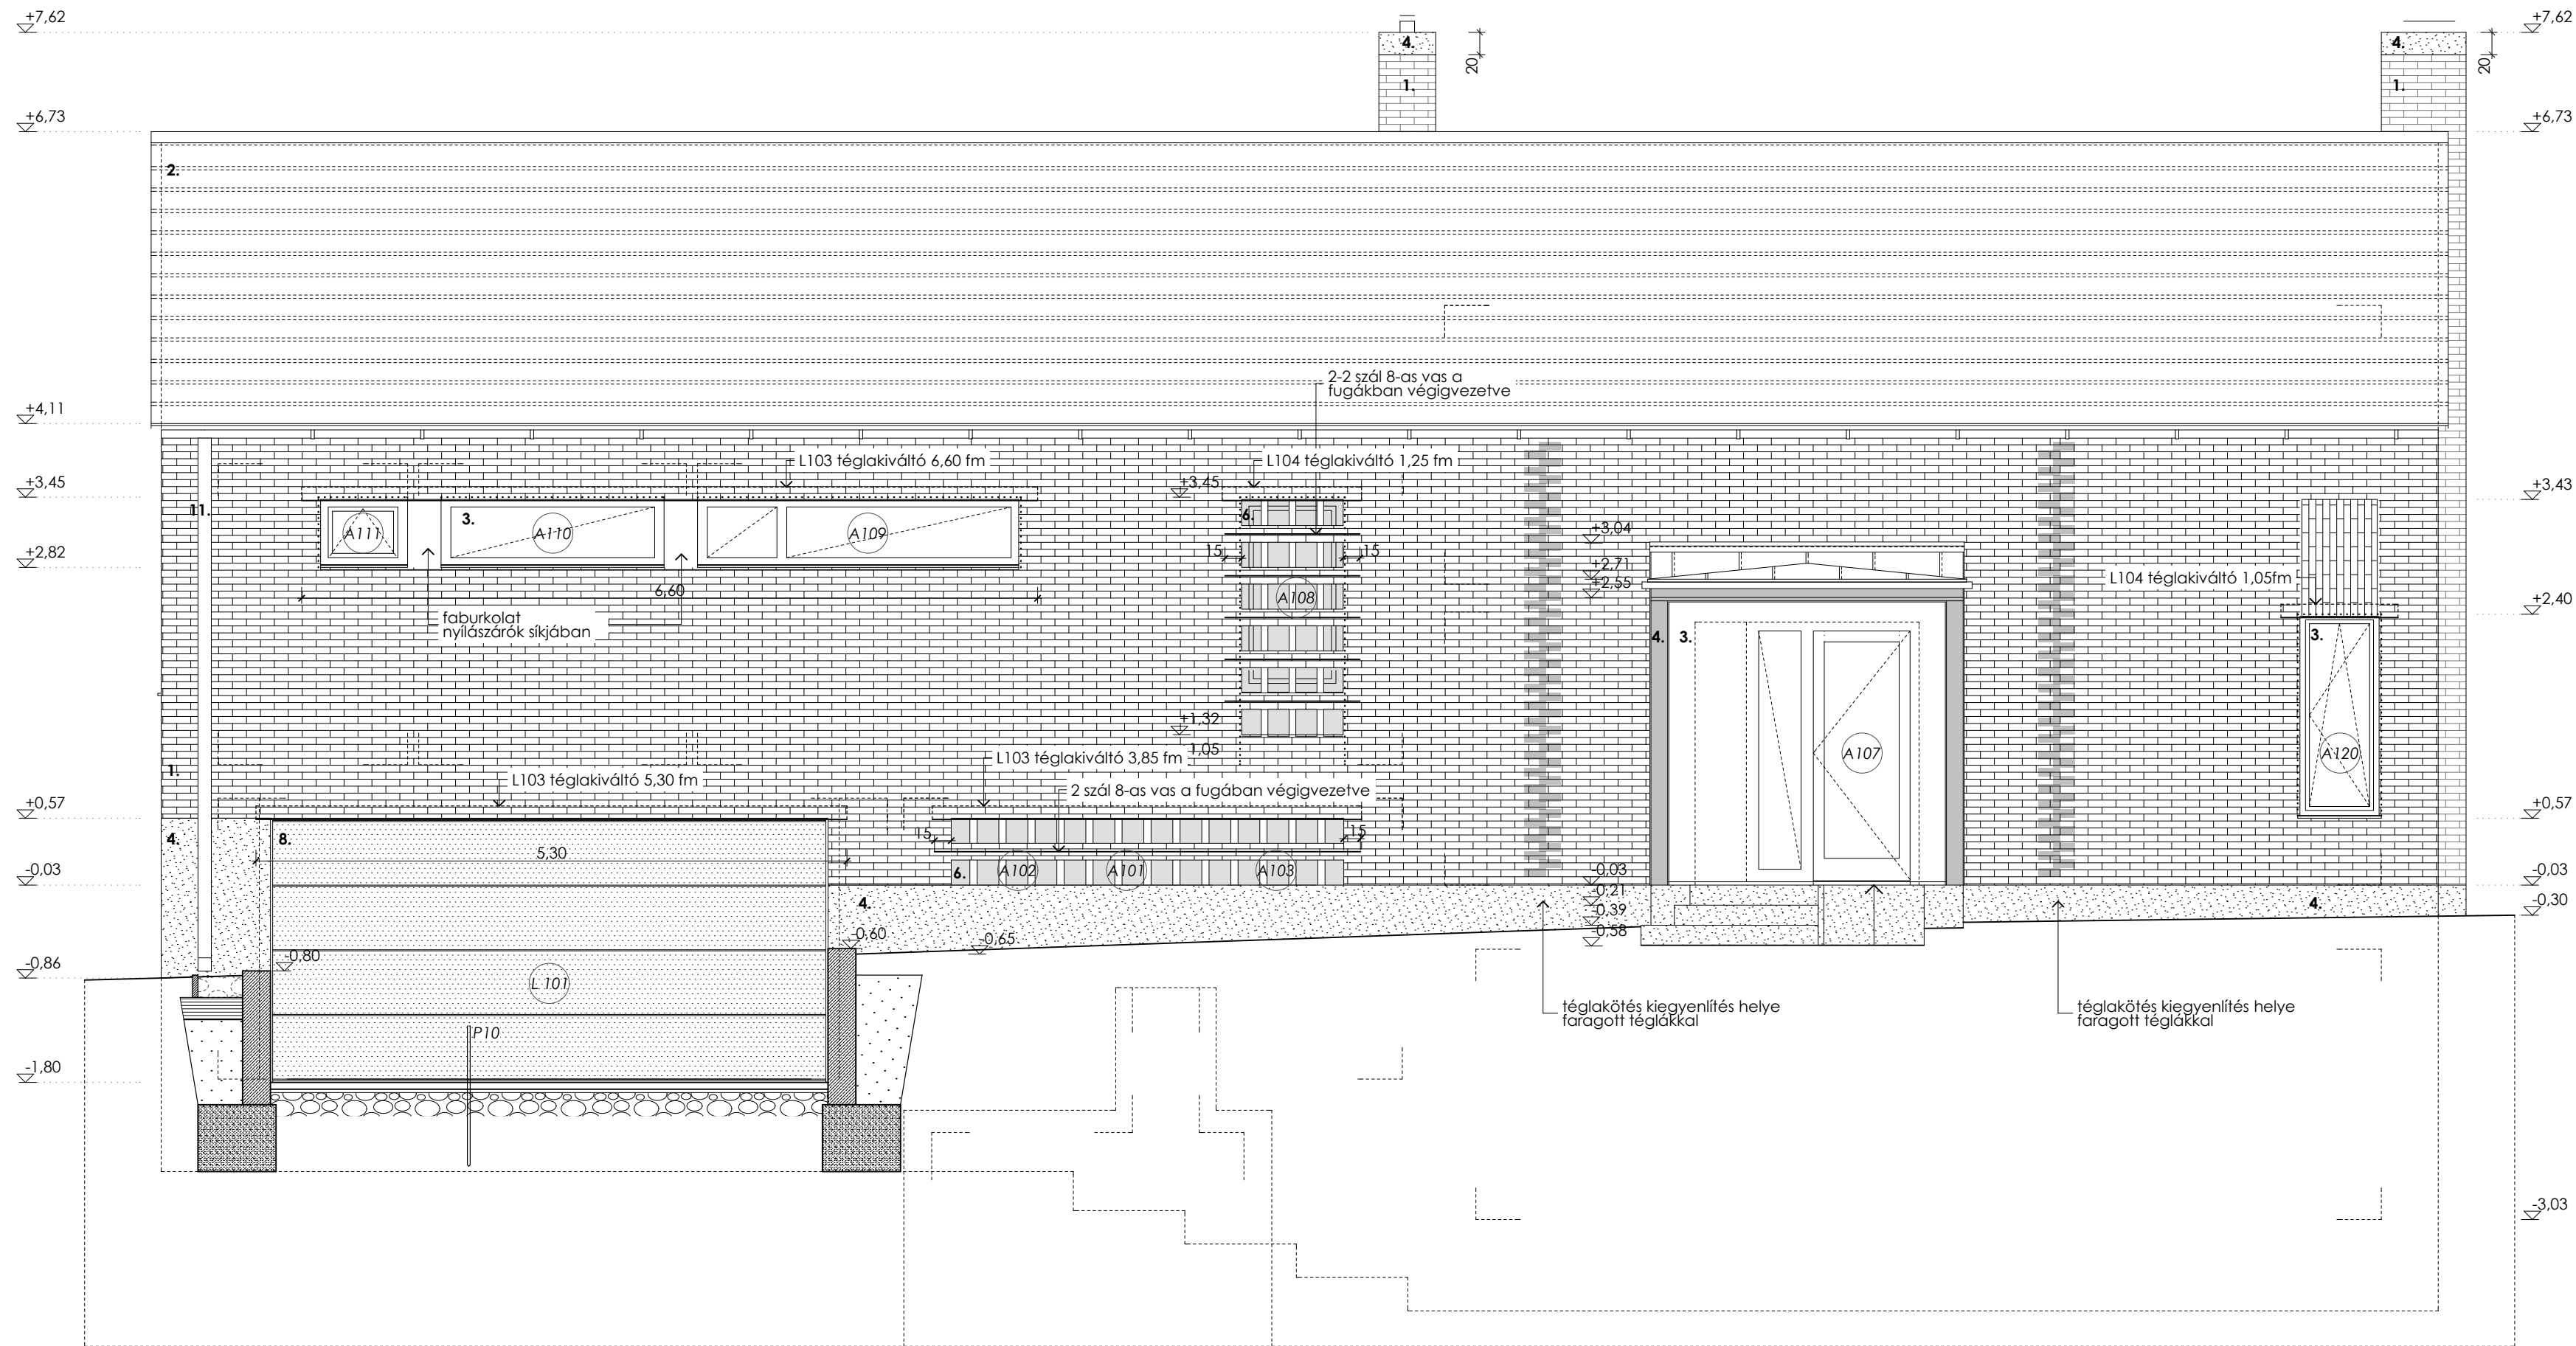 +7,62
+7,62
4.
20
4.
20
1.
1.
+6,73
+6,73
2.
2-2 szál 8-as vas a
fugákban végigvezetve
+4,11
L103 téglakiváltó 6,60 fm
L104 téglakiváltó 1,25 fm
+3,45
+3,45
+3,43
11.
3.
6.
A111
A110
A109
+3,04
+2,82
15
15
+2,71
+2,55
L104 téglakiváltó 1,05fm
6,60
A108
+2,40
faburkolat
nyílászárók síkjában
4.
3.
3.
+1,32
1,05
A107
A120
L103 téglakiváltó 3,85 fm
1.
L103 téglakiváltó 5,30 fm
2 szál 8-as vas a fugában végigvezetve
+0,57
+0,57
4.
8.
15
15
5,30
-0,03
6.
A102
A101
A103
-0,03
-0,03
-0,21
-0,30
4.
-0,39
4.
-0,60
-0,65
-0,58
-0,80
-0,86
L 101
téglakötés kiegyenlítés helye
faragott téglákkal
téglakötés kiegyenlítés helye
faragott téglákkal
P10
-1,80
-3,03